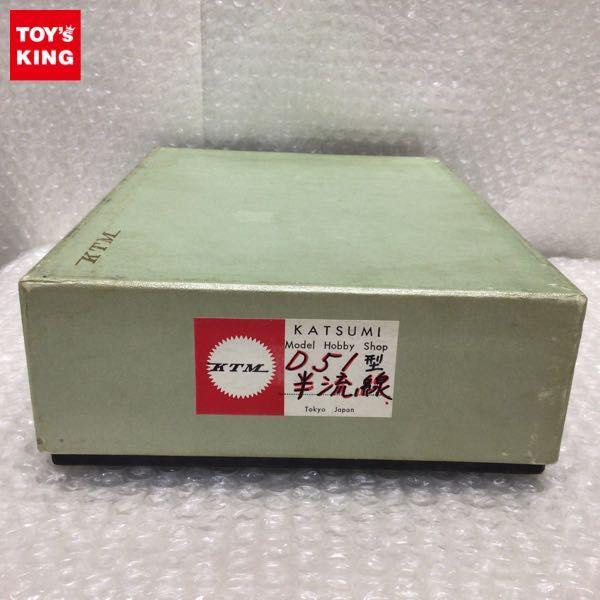 TOY'S
KING
KTM
KATSUMI
Model Hobby Shop
KTM
D51型
半流線
Tokyo Japan